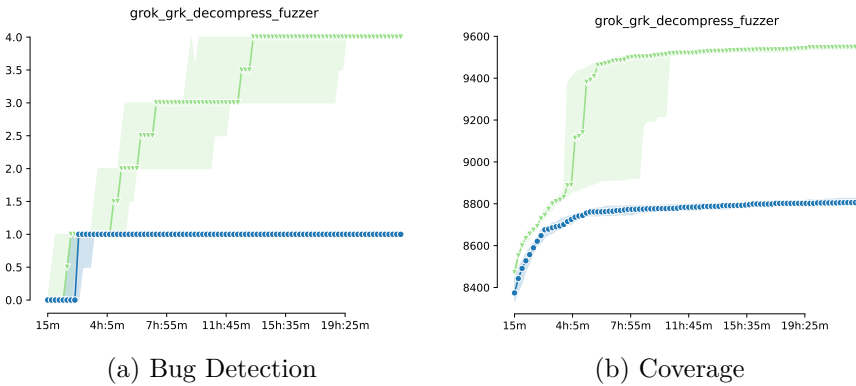 grok_grk_decompress_fuzzer
4.0
3.5
3.0
2.5
2.0
1.5
1.0
0.5
0.0
15m 4h:5m 7h:55m 11h:45m 15h:35m 19h:25m
(a) Bug Detection
grok_grk_decompress_fuzzer
9600
9400
9200
9000
8800
8600
8400
15m 4h:5m 7h:55m 11h:45m 15h:35m 19h:25m
(b) Coverage